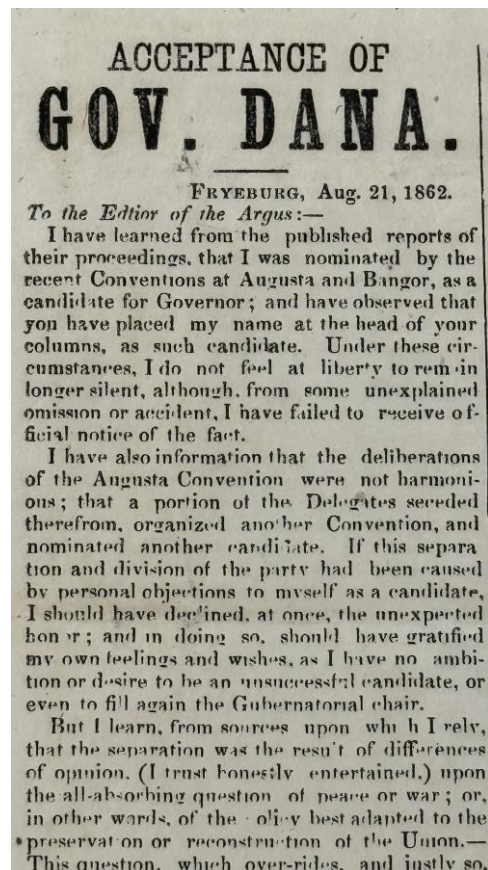 ACCEPTANCE OF
GOV. DANA.
FRYEBURG, Aug. 21, 1862.
To the Edtior of the Argus:—
I have learned from the published reports of
their proceedings, that I was nominated by the
recent Conventions at Augusta and Bangor, as a
candidate for Governor; and have observed that
you have placed my name at the head of your
columns, as such candidate. Under these cir-
cumstances, I do not feel at liberty to remain
longer silent, although, from some unexplained
omission or accident, I have failed to receive of-
ficial notice of the fact.
I have also information that the deliberations
of the Augusta Convention were not harmoni-
ous; that a portion of the Delegates seceded
therefrom, organized another Convention, and
nominated another candidate. If this separa
tion and division of the party had been caused
by personal objections to myself as a candidate,
I should have declined, at once, the unexpected
honor; and in doing so, should have gratified
my own feelings and wishes, as I have no ambi-
tion or desire to be an unsuccessful candidate, or
even to fill again the Gubernatorial chair.
But I learn, from sources upon which I rely,
that the separation was the result of differences
of opinion, (I trust honestly entertained,) upon
the all-absorbing question of peace or war; or,
in other words, of the policy best adapted to the
preservation or reconstruction of the Union.—
This question, which over-rides, and justly so,